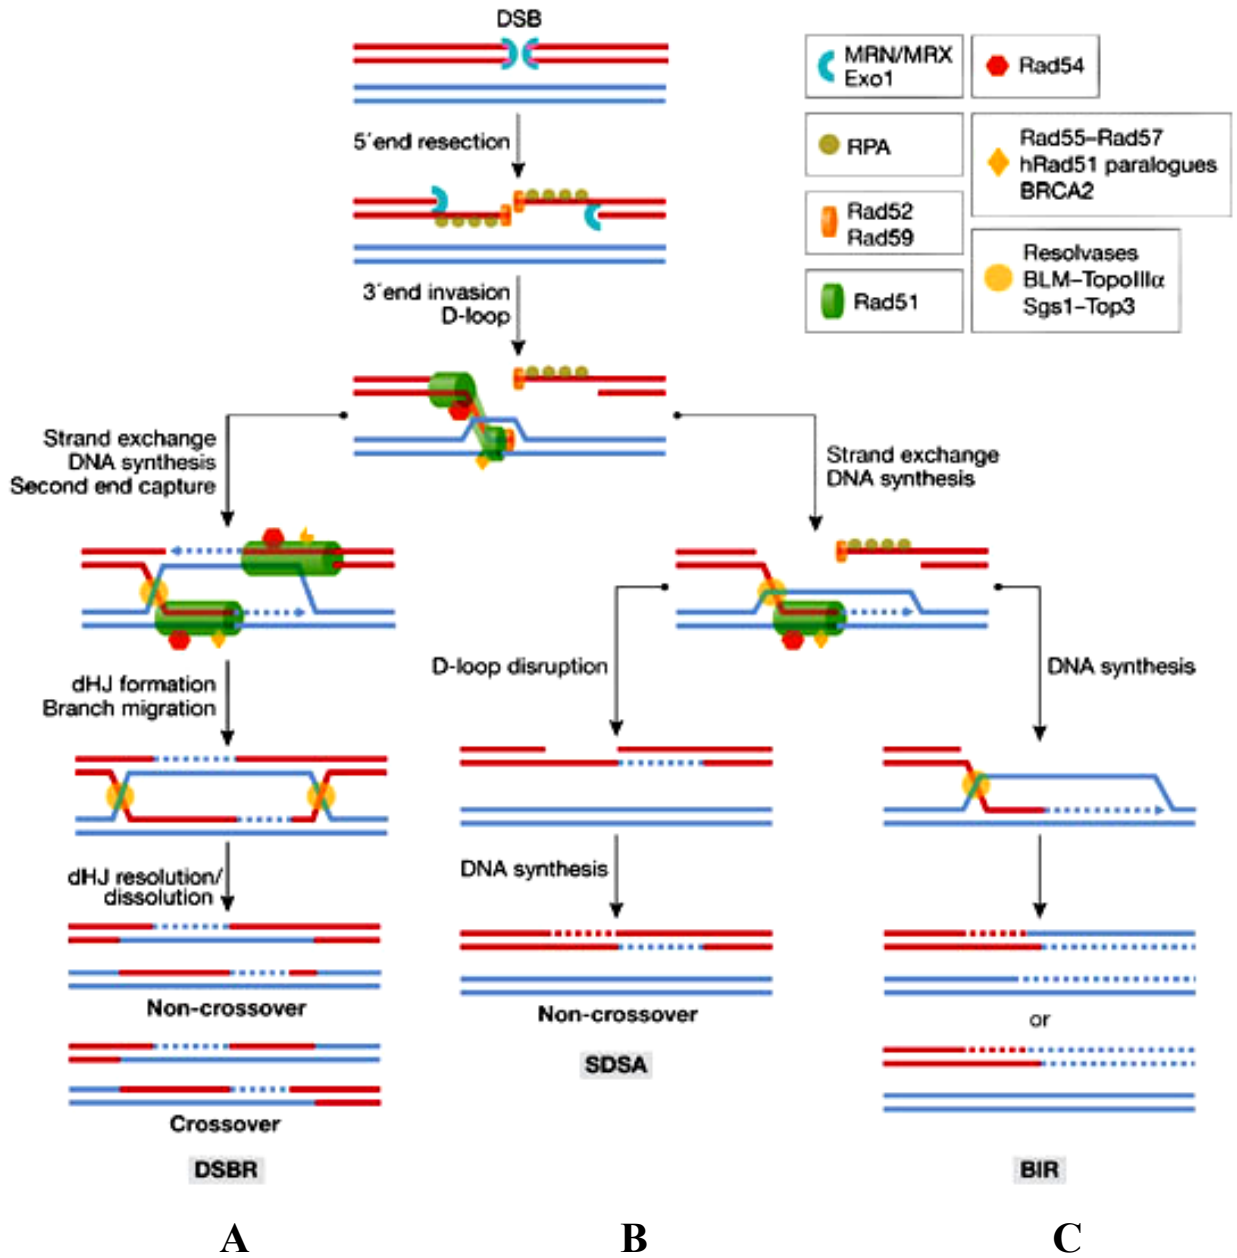 DSB
MRN/MRX
Exo1
Rad54
RPA
Rad55–Rad57
hRad51 paralogues
BRCA2
Rad52
Rad59
Resolvases
BLM–TopoIIIα
Sgs1–Top3
Rad51
5´end resection
3´end invasion
D-loop
Strand exchange
DNA synthesis
Second end capture
Strand exchange
DNA synthesis
dHJ formation
Branch migration
D-loop disruption
DNA synthesis
dHJ resolution/
dissolution
DNA synthesis
Non-crossover
Non-crossover
or
Crossover
SDSA
DSBR
BIR
A
B
C